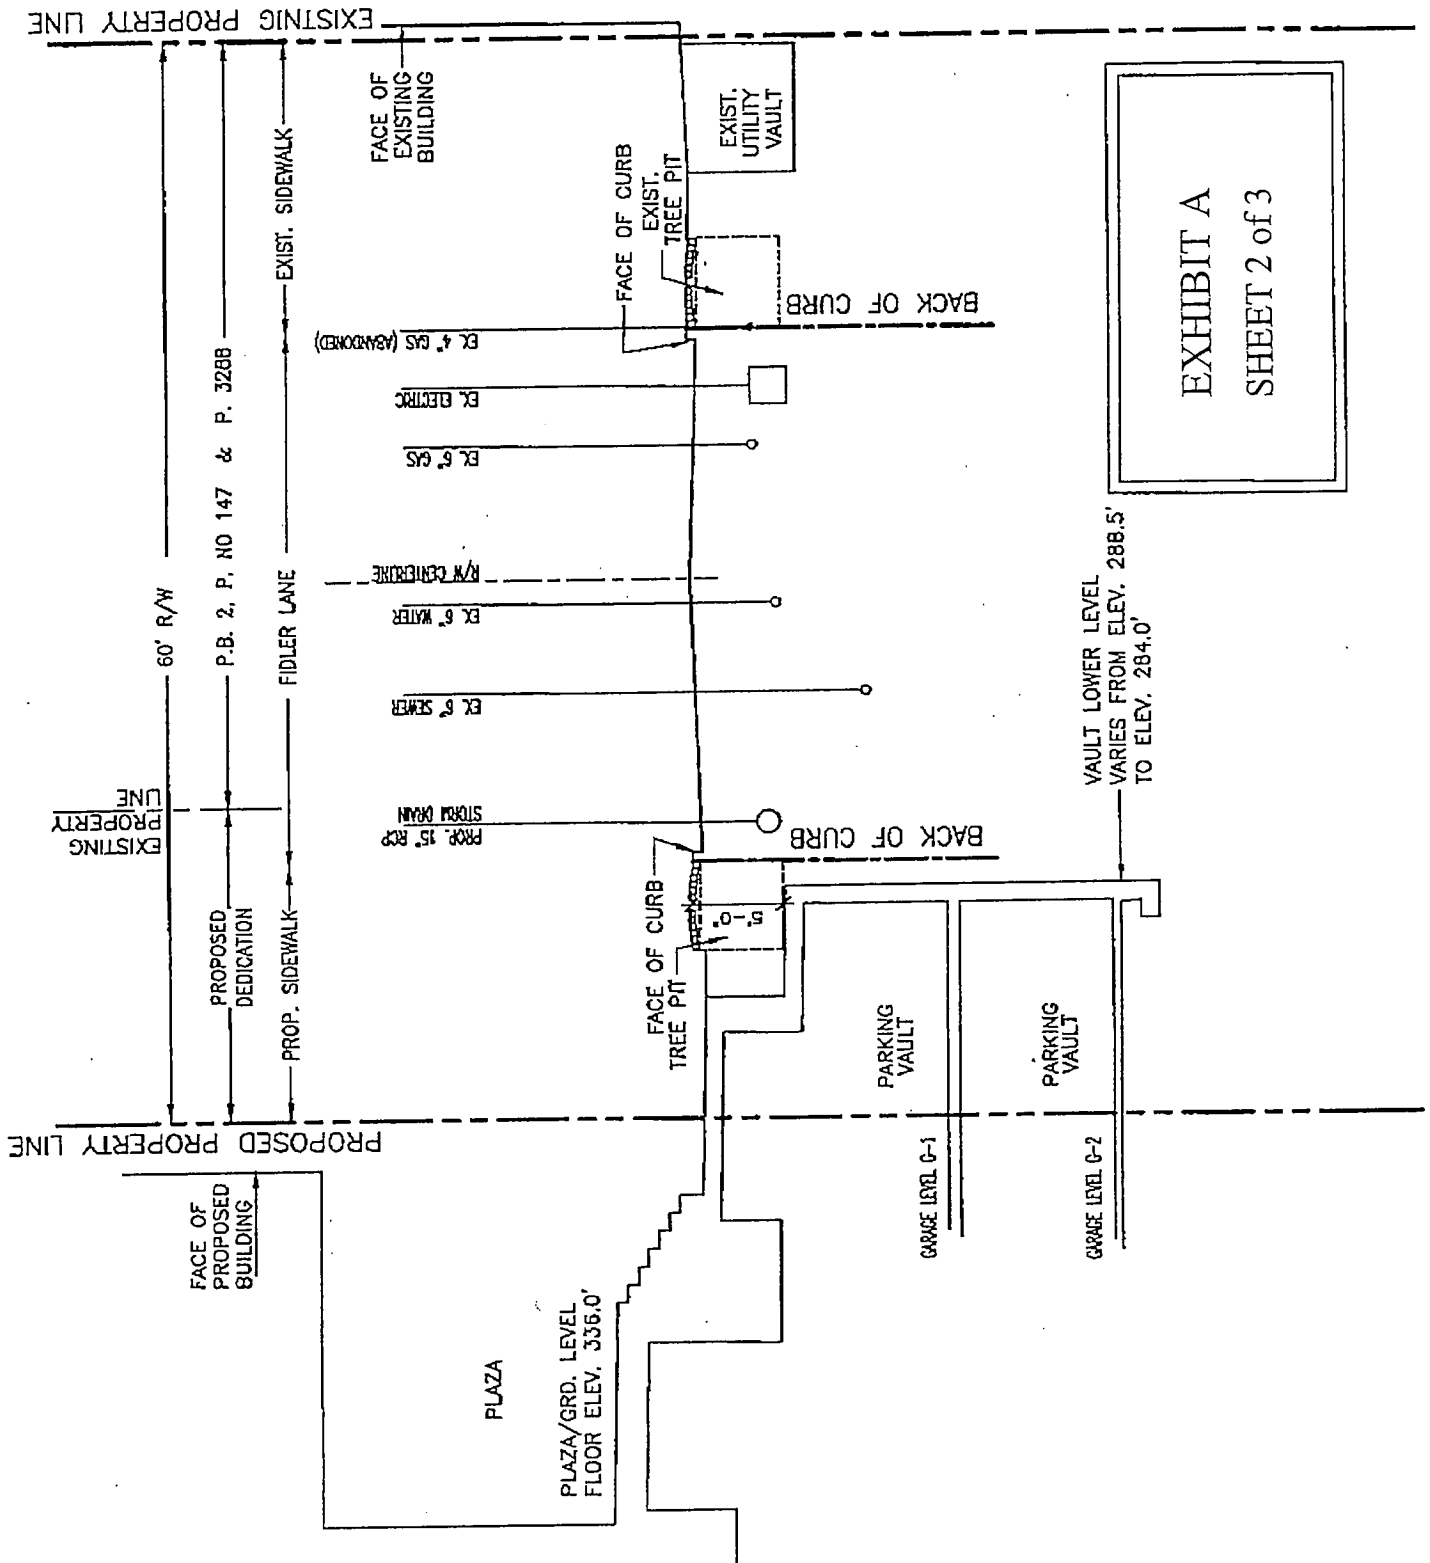 EXISTNIG PROPERTY LINE
60' R/W
P.B. 2, P. NO 147 & P. 3288
EXIST. SIDEWALK
FIDLER LANE
PROP. SIDEWALK
PROPOSED
DEDICATION
EXISTING
PROPERTY
LINE
PROPOSED PROPERTY LINE
FACE OF
EXISTING
BUILDING
FACE OF CURB
EXIST.
TREE PIT
EXIST.
UTILITY
VAULT
BACK OF CURB
EX. 4" GAS (ABANDONED)
EX. ELECTRIC
EX. 6" GAS
R/W CENTERLINE
EX. 6" WATER
EX. 6" SEWER
PROP. 15" RCP
STORM DRAIN
BACK OF CURB
FACE OF CURB
TREE PIT
5'-0"
VAULT LOWER LEVEL
VARIES FROM ELEV. 288.5'
TO ELEV. 284.0'
PARKING
VAULT
PARKING
VAULT
GARAGE LEVEL G-1
GARAGE LEVEL G-2
FACE OF
PROPOSED
BUILDING
PLAZA
PLAZA/GRD. LEVEL
FLOOR ELEV. 336.0'
EXHIBIT A
SHEET 2 of 3